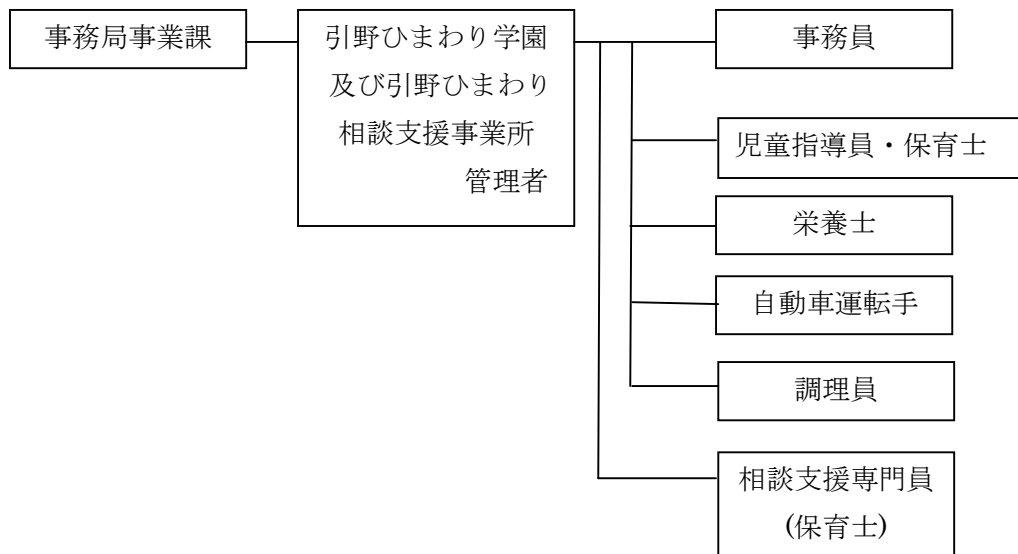 事務局事業課
引野ひまわり学園
及び引野ひまわり
相談支援事業所
管理者
事務員
児童指導員・保育士
栄養士
自動車運転手
調理員
相談支援専門員
(保育士)